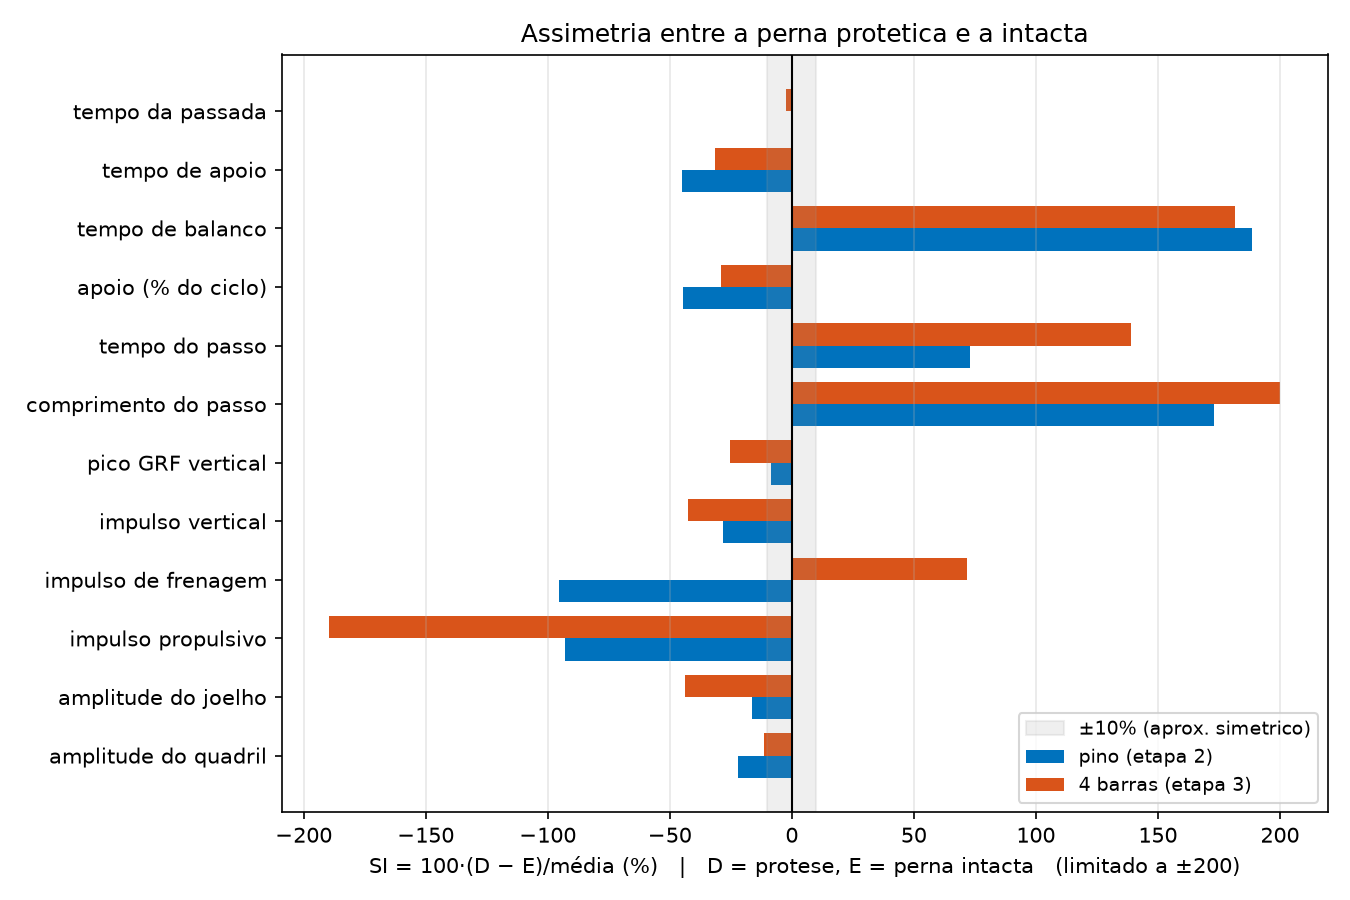 Assimetria entre a perna protetica e a intacta
tempo da passada
tempo de apoio
tempo de balanco
apoio (% do ciclo)
tempo do passo
comprimento do passo
pico GRF vertical
impulso vertical
impulso de frenagem
impulso propulsivo
amplitude do joelho
amplitude do quadril
±10% (aprox. simetrico)
pino (etapa 2)
4 barras (etapa 3)
−200 −150 −100 −50 0 50 100 150 200
SI = 100·(D − E)/média (%) | D = protese, E = perna intacta (limitado a ±200)